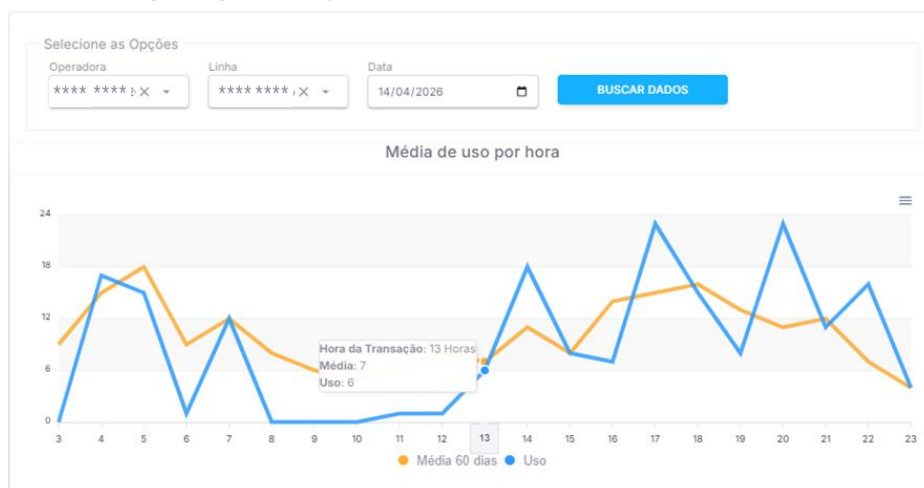 Selecione as Opções
Operadora Linha Data
**** **** **** **** 14/04/2026 BUSCAR DADOS
Média de uso por hora
24
18
12
6
0
Hora da Transação: 13 Horas
Média: 7
Uso: 6
3 4 5 6 7 8 9 10 11 12 13 14 15 16 17 18 19 20 21 22 23
Média 60 dias Uso